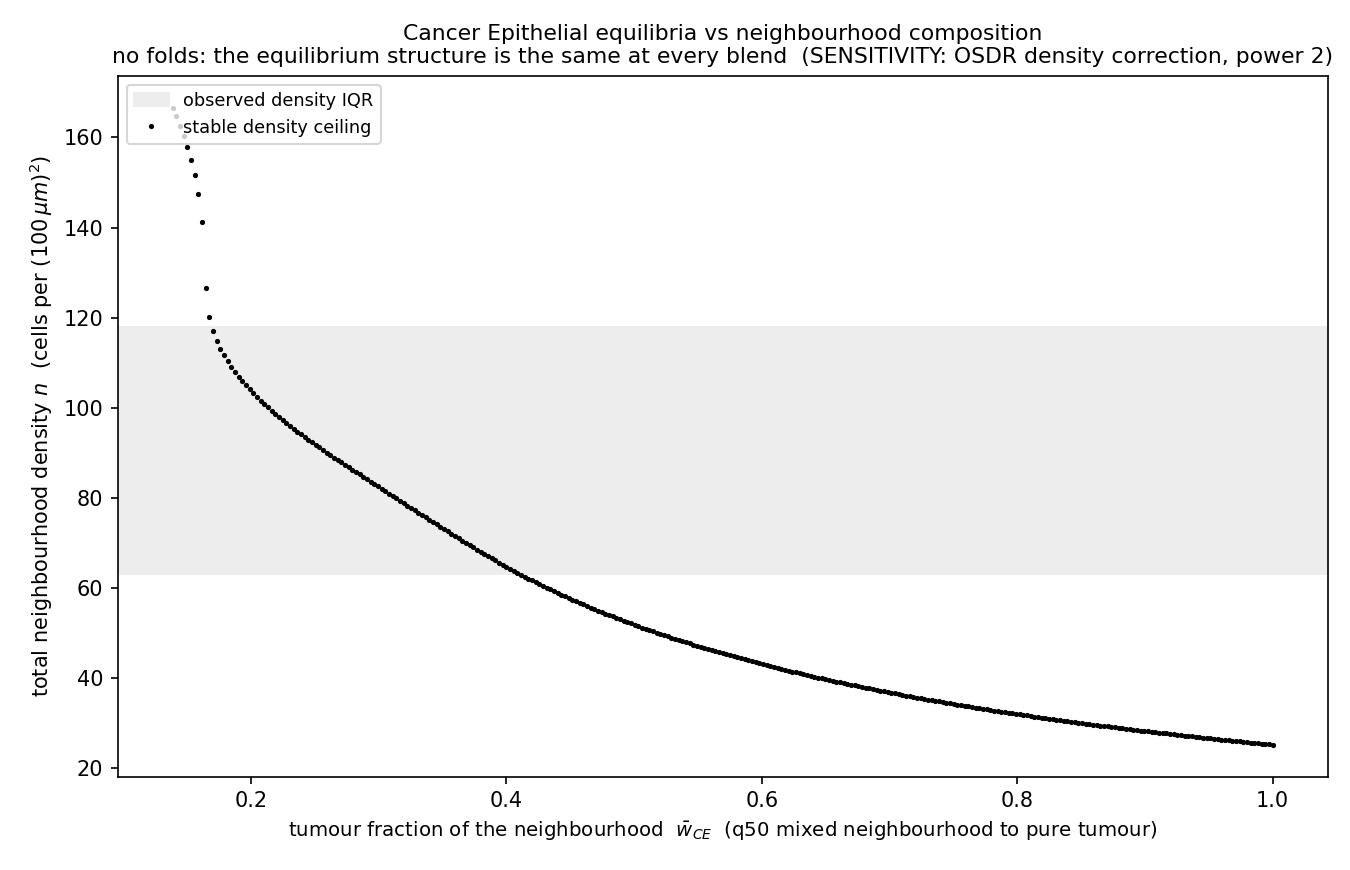 Cancer Epithelial equilibria vs neighbourhood composition
no folds: the equilibrium structure is the same at every blend (SENSITIVITY: OSDR density correction, power 2)
observed density IQR
stable density ceiling
total neighbourhood density n (cells per (100 μm)²)
160
140
120
100
80
60
40
20
0.2 0.4 0.6 0.8 1.0
tumour fraction of the neighbourhood w̄_CE (q50 mixed neighbourhood to pure tumour)